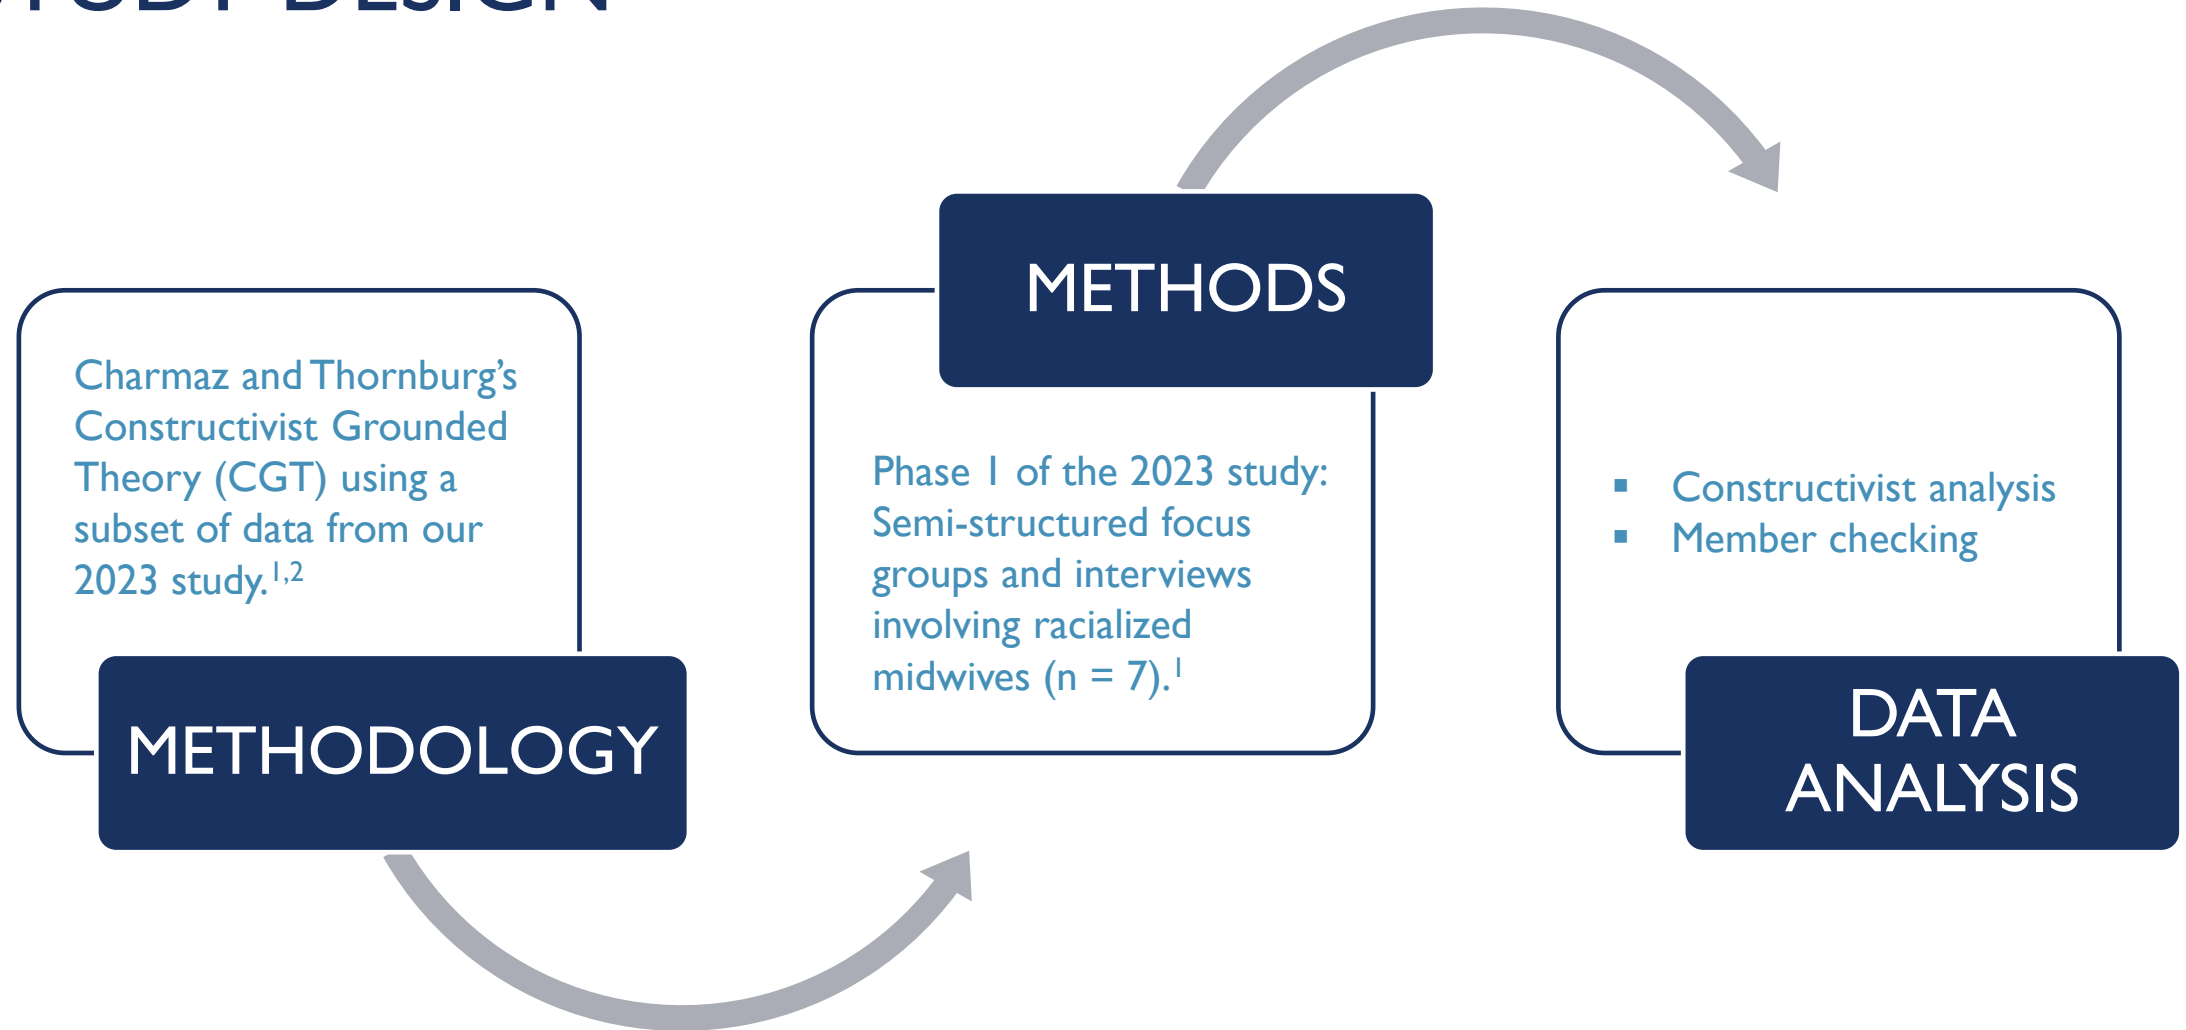 STUDY DESIGN
Charmaz and Thornburg's
Constructivist Grounded
Theory (CGT) using a
subset of data from our
2023 study.1,2
METHODOLOGY
METHODS
Phase 1 of the 2023 study:
Semi-structured focus
groups and interviews
involving racialized
midwives (n = 7).1
▪ Constructivist analysis
▪ Member checking
DATA
ANALYSIS